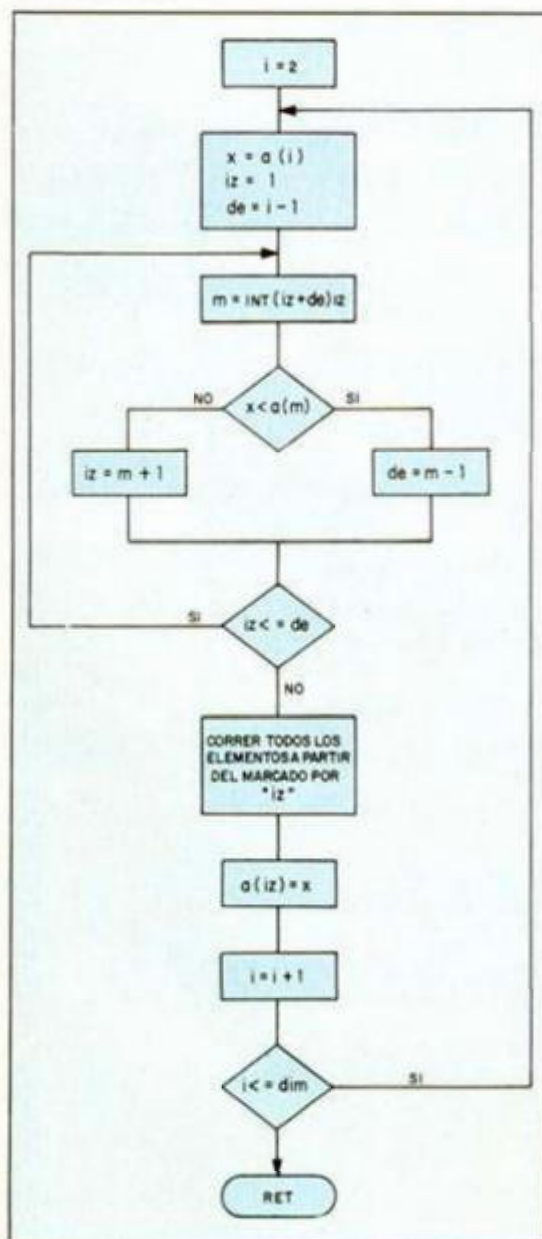 i = 2
x = a (i)
iz = 1
de = i - 1
m = INT (iz+de)iz
x < a(m)
NO
SI
iz = m + 1
de = m - 1
iz < = de
SI
NO
CORRER TODOS LOS
ELEMENTOS A PARTIR
DEL MARCADO POR
"iz"
a (iz) = x
i = i + 1
i < = dim
SI
RET